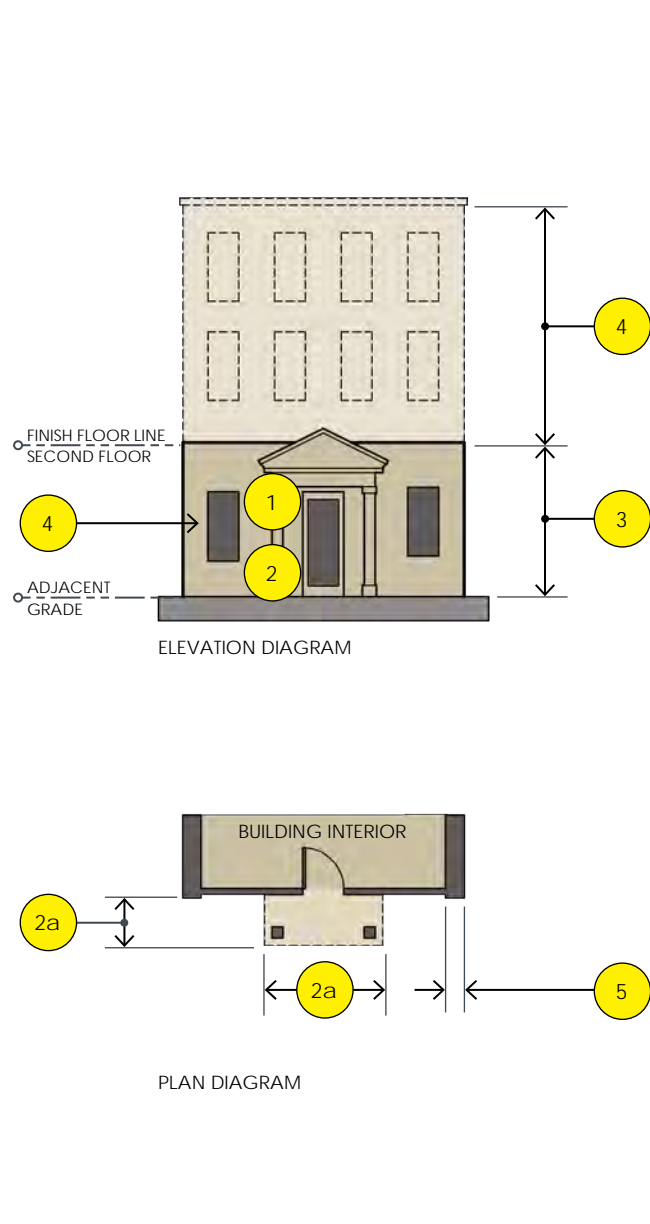 4
FINISH FLOOR LINE
SECOND FLOOR
1
4
3
2
ADJACENT
GRADE
ELEVATION DIAGRAM
BUILDING INTERIOR
2a
2a
5
PLAN DIAGRAM